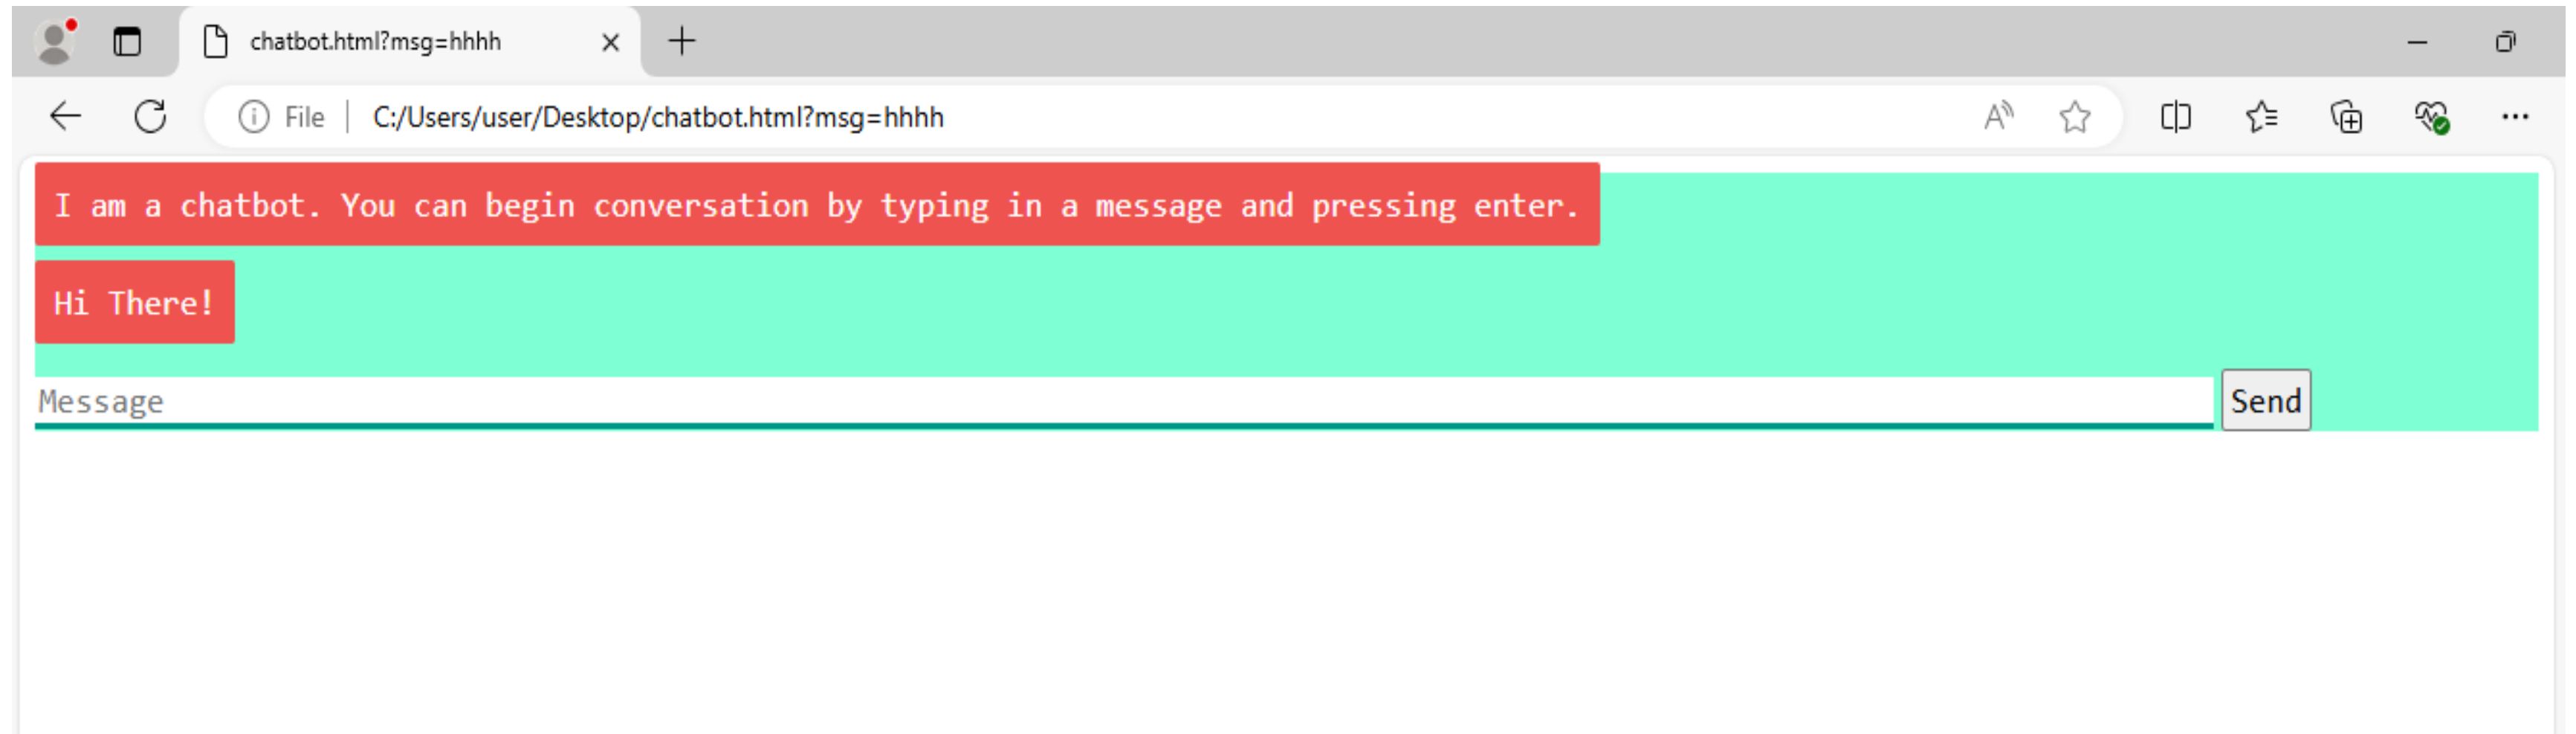 chatbot.html?msg=hhhh
File C:/Users/user/Desktop/chatbot.html?msg=hhhh
I am a chatbot. You can begin conversation by typing in a message and pressing enter.
Hi There!
Message Send